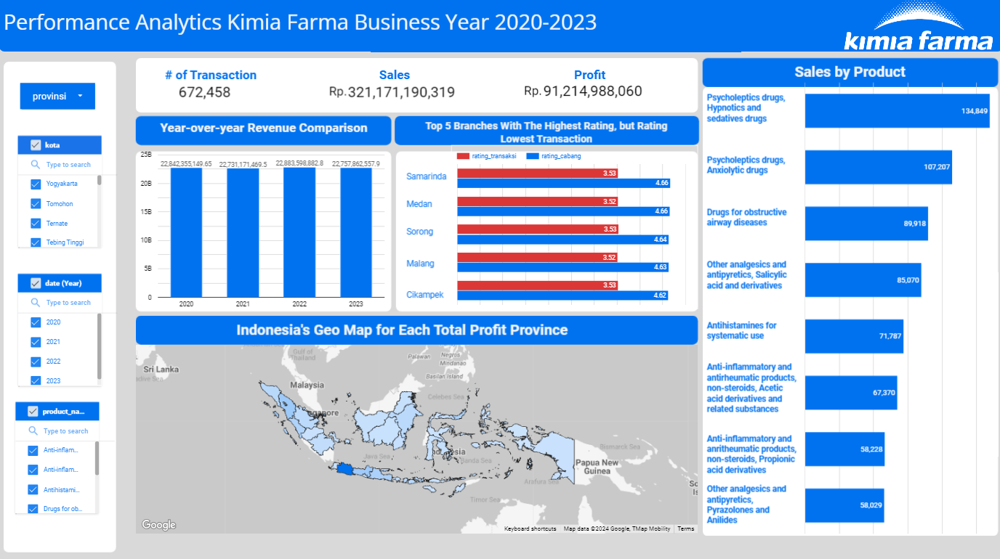 Performance Analytics Kimia Farma Business Year 2020-2023
kimia farma
provinsi
kota
Type to search
Yogyakarta
Tomohon
Ternate
Tebing Tinggi
date (Year)
Type to search
2020
2021
2022
2023
product_na...
Type to search
Anti-inflam...
Anti-inflam...
Antihistami...
Drugs for ob...
# of Transaction
672,458
Sales
Rp.321,171,190,319
Profit
Rp.91,214,988,060
Year-over-year Revenue Comparison
25B
20B
15B
10B
5B
0
22,842,355,149.65
22,731,171,469.5
22,883,598,882.8
22,757,862,557.9
2020
2021
2022
2023
Top 5 Branches With The Highest Rating, but Rating
Lowest Transaction
rating_transaksi
rating_cabang
Samarinda
3.53
4.66
Medan
3.52
4.66
Sorong
3.53
4.64
Malang
3.52
4.63
Cikampek
3.53
4.62
Indonesia's Geo Map for Each Total Profit Province
Gulf of
Thailand
Palawan
Negros
Mindanao
Basilan Island
Sri Lanka
Malaysia
Celebes Sea
Java Sea
Banda Sea
Bismarck Sea
Papua New
Guinea
Arafura Sea
Timor Sea
Google
Keyboard shortcuts
Map data ©2024 Google, TMap Mobility
Terms
Sales by Product
Psycholeptics drugs,
Hypnotics and
sedatives drugs
134,849
Psycholeptics drugs,
Anxiolytic drugs
107,207
Drugs for obstructive
airway diseases
89,918
Other analgesics and
antipyretics, Salicylic
acid and derivatives
85,070
Antihistamines for
systematic use
71,787
Anti-inflammatory and
antirheumatic products,
non-steroids, Acetic
acid derivatives and
related substances
67,370
Anti-inflammatory and
anritheumatic products,
non-steroids, Propionic
acid derivatives
58,228
Other analgesics and
antipyretics,
Pyrazolones and
Anilides
58,029